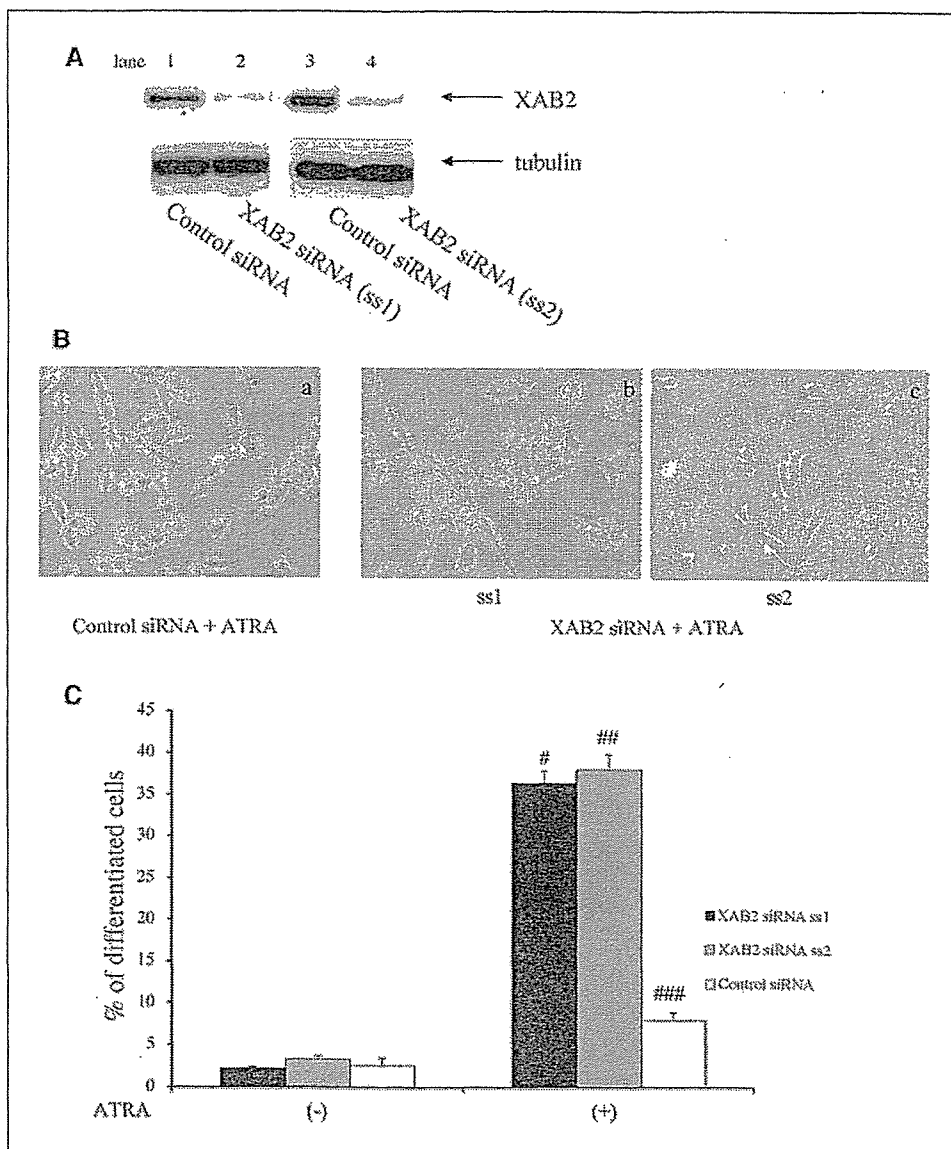 A lane 1 2 3 4
XAB2
tubulin
Control siRNA
XAB2 siRNA (ss1)
Control siRNA
XAB2 siRNA (ss2)
B
a b c
ss1 ss2
Control siRNA + ATRA XAB2 siRNA + ATRA
C
% of differentiated cells
45
40
35
30
25
20
15
10
5
0
# ## ###
XAB2 siRNA ss1
XAB2 siRNA ss2
Control siRNA
ATRA (-) (+)